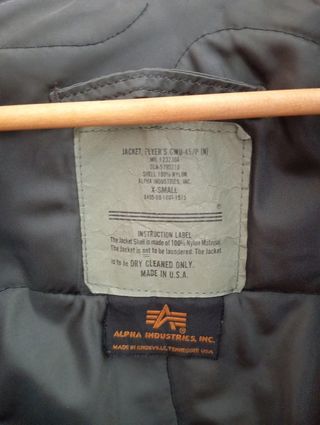 JACKET, FLYER'S CWU-45/P (N)
SHELL 100% NYLON
ALPHA INDUSTRIES, INC.
X-SMALL
INSTRUCTION LABEL
The Jacket Shell is made of 100% Nylon Material.
The Jacket is not to be laundered. The Jacket
is to be DRY CLEANED ONLY.
MADE IN U.S.A.
ALPHA INDUSTRIES, INC.
MADE IN KNOXVILLE, TENNESSEE USA